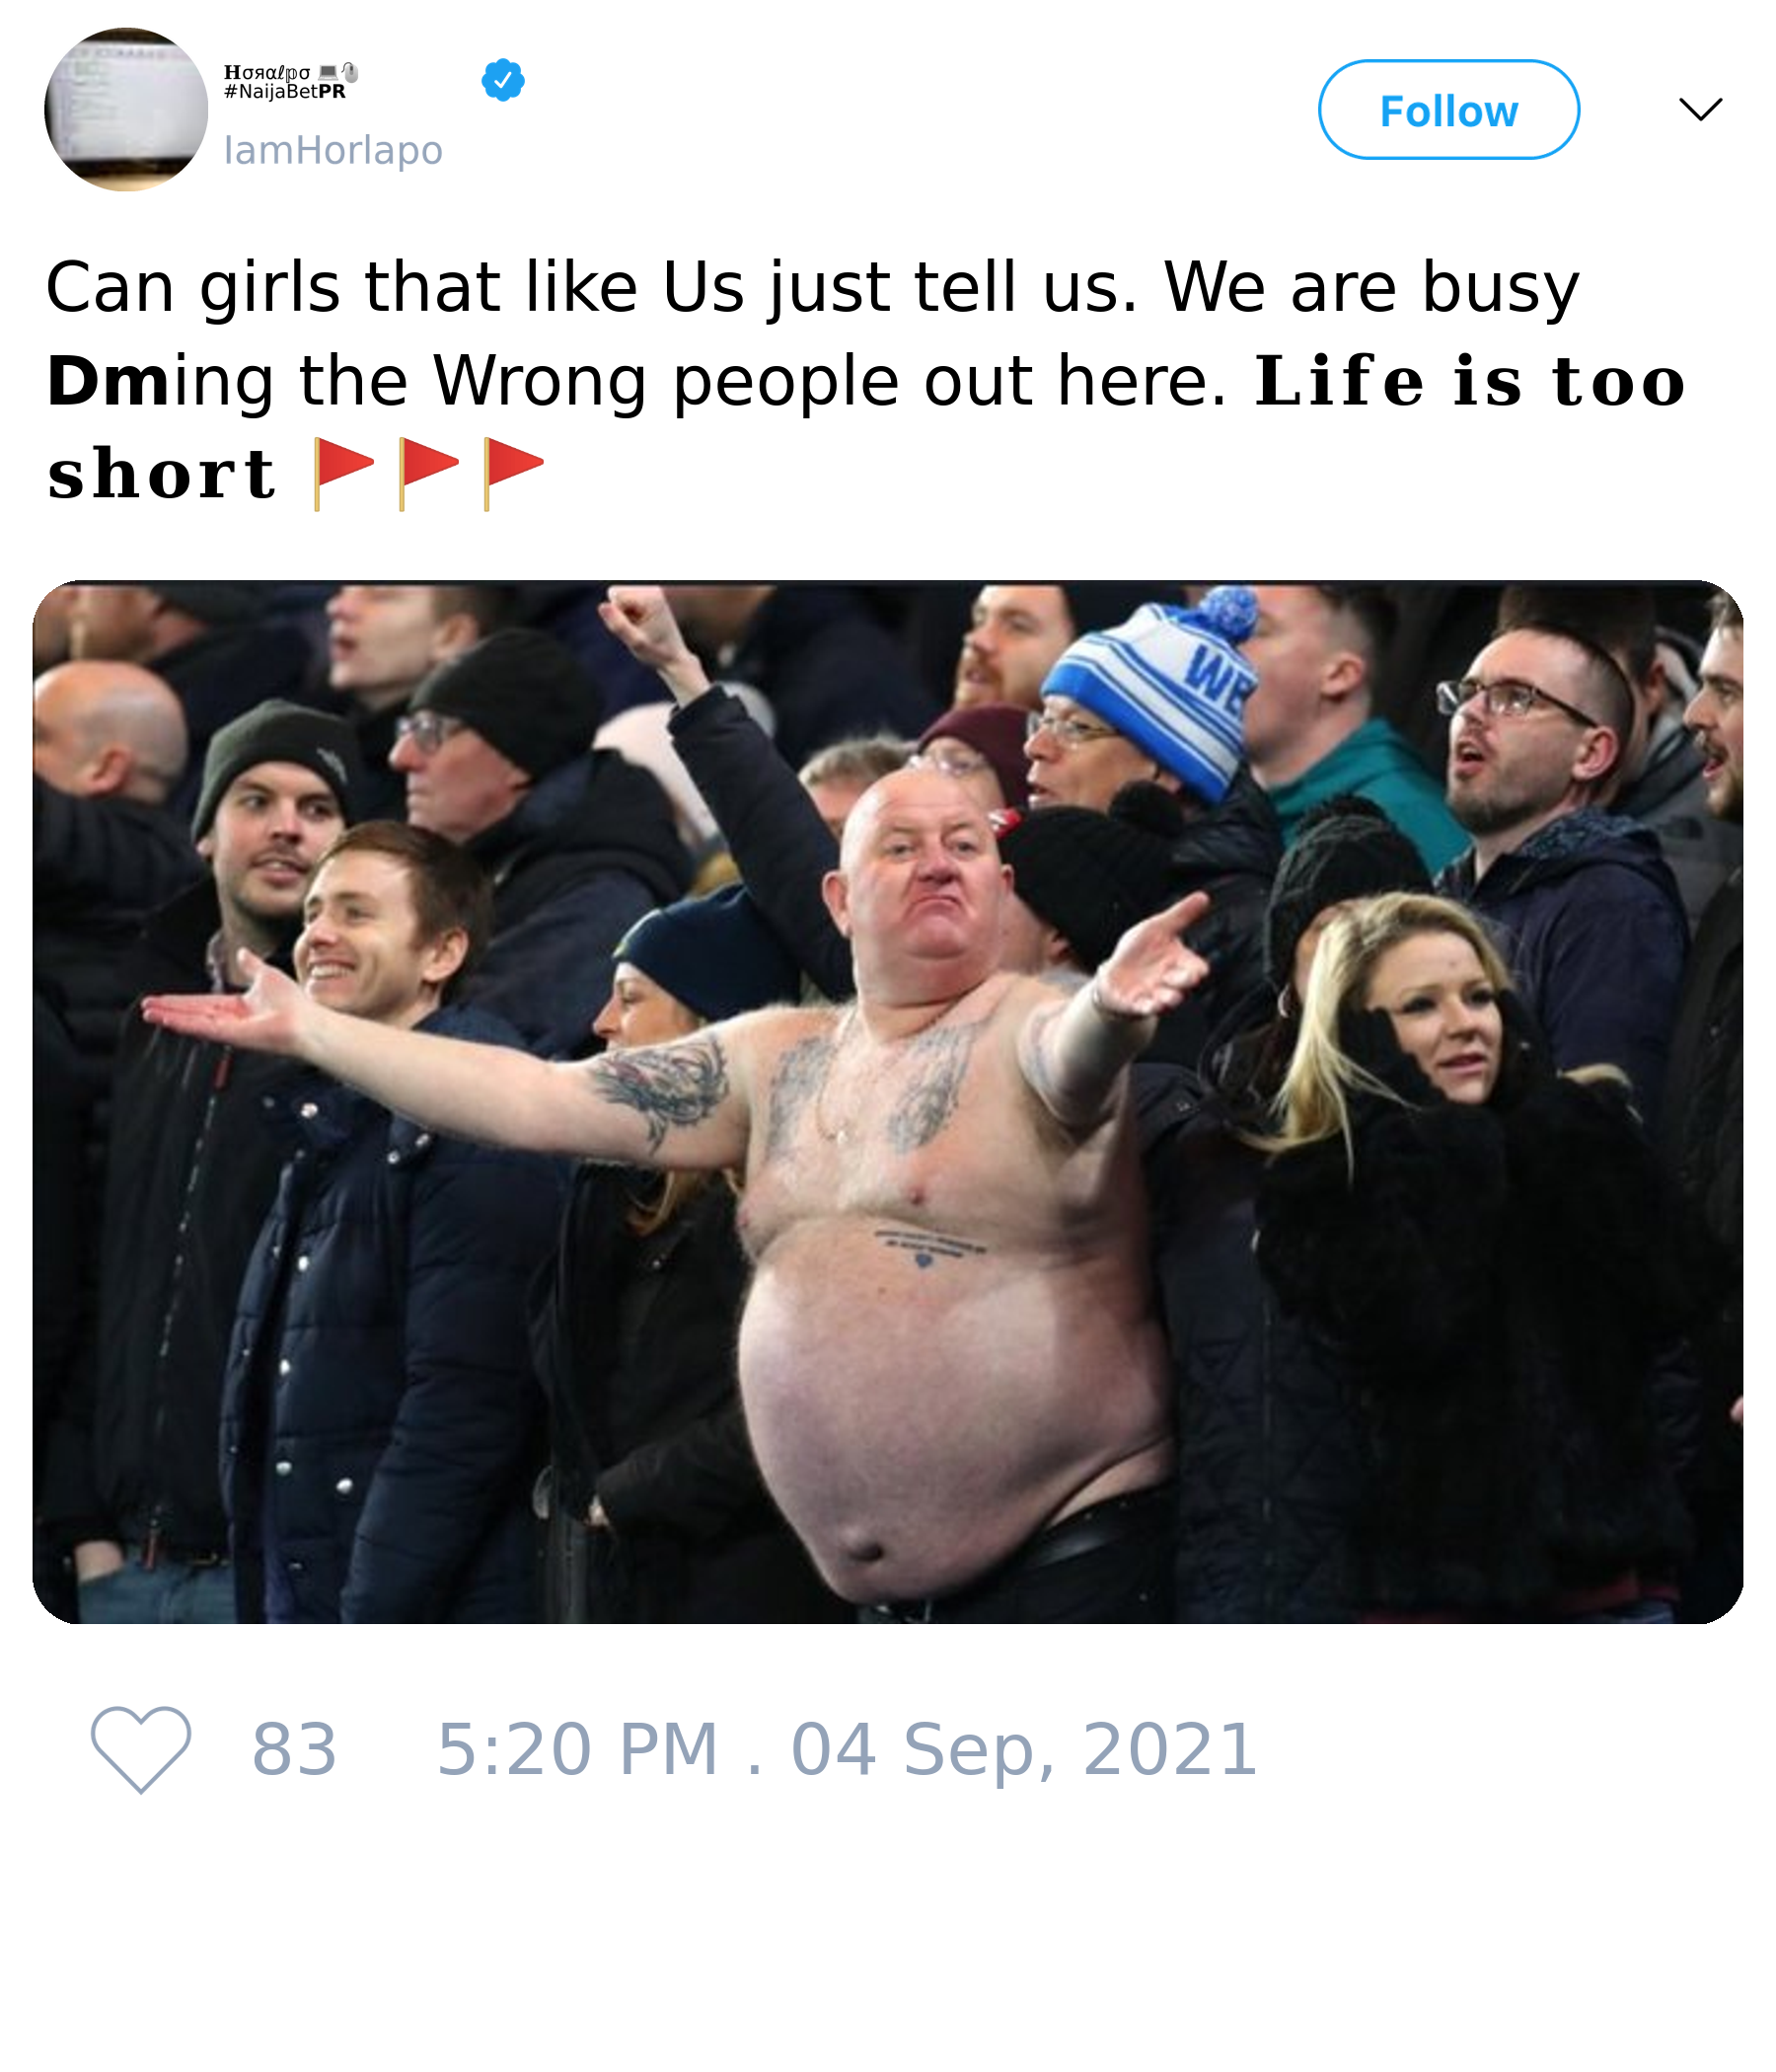 𝐇σяαℓ℘σ 💻🖱
#NaijaBetPR
IamHorlapo
Follow
Can girls that like Us just tell us. We are busy
Dming the Wrong people out here. 𝐋𝐢𝐟𝐞 𝐢𝐬 𝐭𝐨𝐨
𝐬𝐡𝐨𝐫𝐭 🚩🚩🚩
83 5:20 PM . 04 Sep, 2021